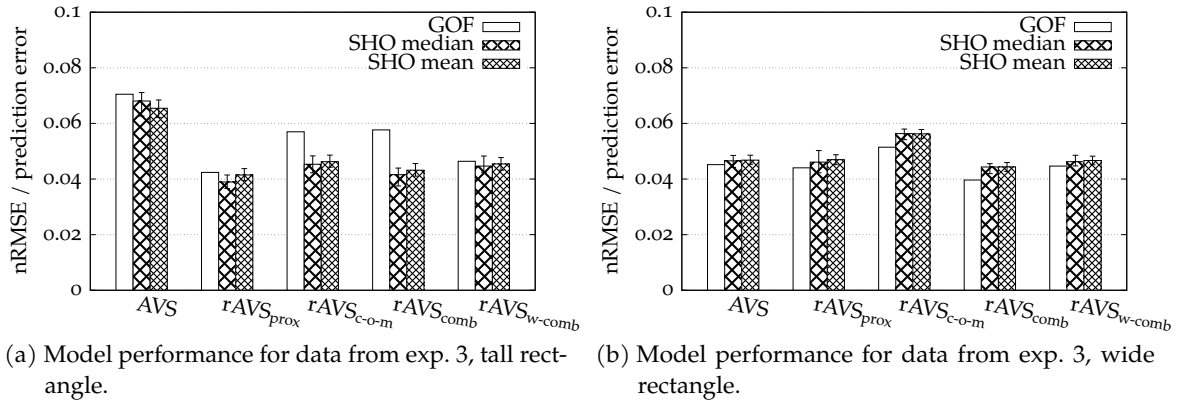 0.1
0.08
0.06
0.04
0.02
0
nRMSE / prediction error
GOF
SHO median
SHO mean
AVS
rAVSprox
rAVSc-o-m
rAVScomb
rAVSw-comb
(a) Model performance for data from exp. 3, tall rect-
angle.
0.1
0.08
0.06
0.04
0.02
0
nRMSE / prediction error
GOF
SHO median
SHO mean
AVS
rAVSprox
rAVSc-o-m
rAVScomb
rAVSw-comb
(b) Model performance for data from exp. 3, wide
rectangle.